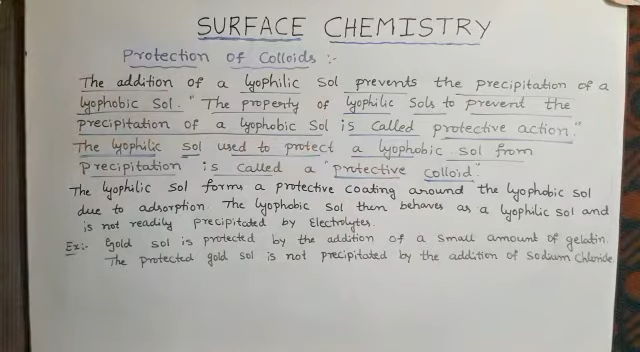 SURFACE CHEMISTRY
Protection of Colloids :-
The addition of a lyophilic Sol prevents the precipitation of a
lyophobic Sol." The property of lyophilic Sols to prevent the
precipitation of a lyophobic Sol is called protective action."
The lyophilic sol used to protect a lyophobic sol from
precipitation is called a "protective colloid".
The lyophilic sol forms a protective coating around the lyophobic sol
due to adsorption. The lyophobic sol then behaves as a lyophilic sol and
is not readily precipitated by Electrolytes.
Ex:- Gold sol is protected by the addition of a small amount of gelatin.
The protected gold sol is not precipitated by the addition of Sodium Chloride.